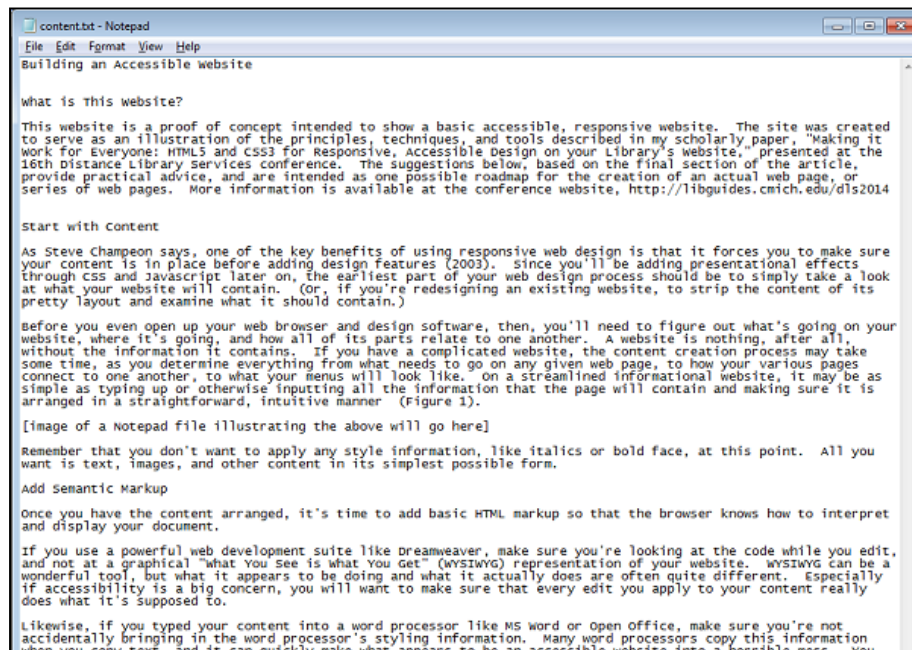 content.txt - Notepad
File Edit Format View Help
Building an Accessible Website
What is This Website?
This website is a proof of concept intended to show a basic accessible, responsive website.  The site was created
to serve as an illustration of the principles, techniques, and tools described in my scholarly paper, "Making it
Work for Everyone: HTML5 and CSS3 for Responsive, Accessible Design on your Library's Website," presented at the
16th Distance Library Services conference.  The suggestions below, based on the final section of the article,
provide practical advice, and are intended as one possible roadmap for the creation of an actual web page, or
series of web pages.  More information is available at the conference website, http://libguides.cmich.edu/dls2014
Start with Content
As Steve Champeon says, one of the key benefits of using responsive web design is that it forces you to make sure
your content is in place before adding design features (2003).  Since you'll be adding presentational effects
through CSS and Javascript later on, the earliest part of your web design process should be to simply take a look
at what your website will contain.  (Or, if you're redesigning an existing website, to strip the content of its
pretty layout and examine what it should contain.)
Before you even open up your web browser and design software, then, you'll need to figure out what's going on your
website, where it's going, and how all of its parts relate to one another.  A website is nothing, after all,
without the information it contains.  If you have a complicated website, the content creation process may take
some time, as you determine everything from what needs to go on any given web page, to how your various pages
connect to one another, to what your menus will look like.  On a streamlined informational website, it may be as
simple as typing up or otherwise inputting all the information that the page will contain and making sure it is
arranged in a straightforward, intuitive manner  (Figure 1).
[image of a Notepad file illustrating the above will go here]
Remember that you don't want to apply any style information, like italics or bold face, at this point.  All you
want is text, images, and other content in its simplest possible form.
Add Semantic Markup
Once you have the content arranged, it's time to add basic HTML markup so that the browser knows how to interpret
and display your document.
If you use a powerful web development suite like Dreamweaver, make sure you're looking at the code while you edit,
and not at a graphical "What You See is What You Get" (WYSIWYG) representation of your website.  WYSIWYG can be a
wonderful tool, but what it appears to be doing and what it actually does are often quite different.  Especially
if accessibility is a big concern, you will want to make sure that every edit you apply to your content really
does what it's supposed to.
Likewise, if you typed your content into a word processor like MS Word or Open Office, make sure you're not
accidentally bringing in the word processor's styling information.  Many word processors copy this information
when you copy text, and it can quickly make what appears to be an accessible website into a horrible mess.  You